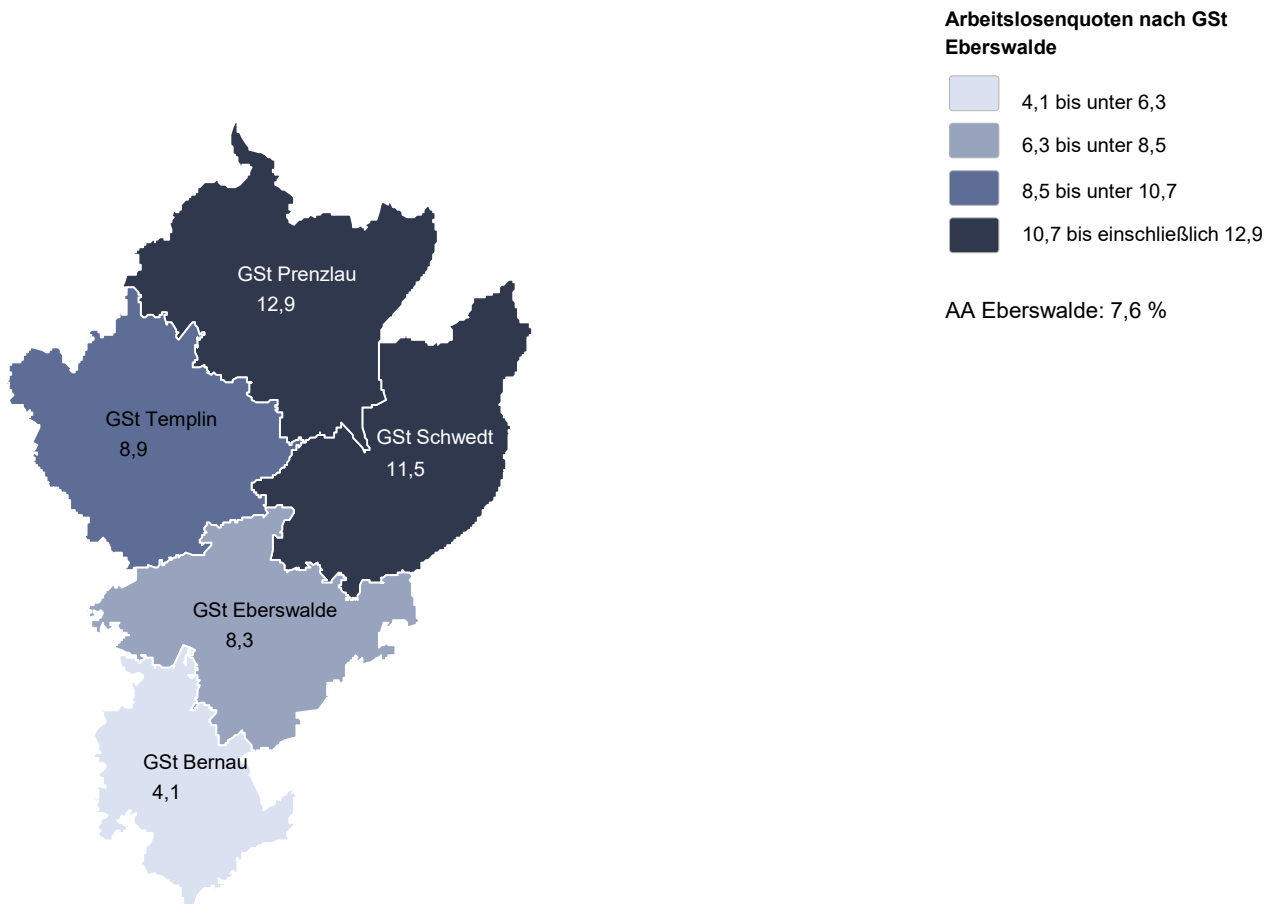 Arbeitslosenquoten nach GSt
Eberswalde
4,1 bis unter 6,3
6,3 bis unter 8,5
8,5 bis unter 10,7
10,7 bis einschließlich 12,9
AA Eberswalde: 7,6 %
GSt Prenzlau
12,9
GSt Templin
8,9
GSt Schwedt
11,5
GSt Eberswalde
8,3
GSt Bernau
4,1